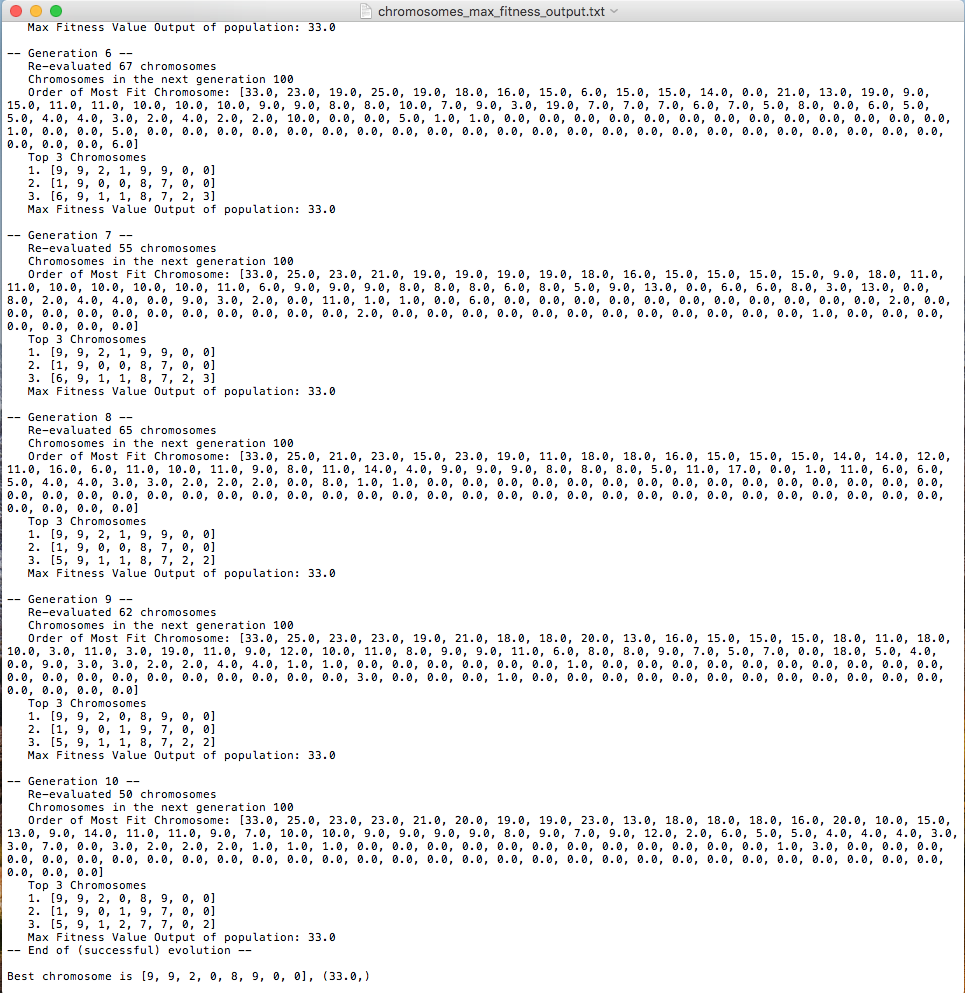 chromosomes_max_fitness_output.txt
Max Fitness Value Output of population: 33.0
-- Generation 6 --
Re-evaluated 67 chromosomes
Chromosomes in the next generation 100
Order of Most Fit Chromosome: [33.0, 23.0, 19.0, 25.0, 19.0, 18.0, 16.0, 15.0, 6.0, 15.0, 15.0, 14.0, 0.0, 21.0, 13.0, 19.0, 9.0,
15.0, 11.0, 11.0, 10.0, 10.0, 10.0, 9.0, 9.0, 8.0, 8.0, 10.0, 7.0, 9.0, 3.0, 19.0, 7.0, 7.0, 7.0, 6.0, 7.0, 5.0, 8.0, 0.0, 6.0, 5.0,
5.0, 4.0, 4.0, 3.0, 2.0, 4.0, 2.0, 2.0, 10.0, 0.0, 0.0, 5.0, 1.0, 1.0, 0.0, 0.0, 0.0, 0.0, 0.0, 0.0, 0.0, 0.0, 0.0, 0.0, 0.0, 0.0, 0.0,
1.0, 0.0, 0.0, 5.0, 0.0, 0.0, 0.0, 0.0, 0.0, 0.0, 0.0, 0.0, 0.0, 0.0, 0.0, 0.0, 0.0, 0.0, 0.0, 0.0, 0.0, 0.0, 0.0, 0.0, 0.0, 0.0, 0.0,
0.0, 0.0, 0.0, 6.0]
Top 3 Chromosomes
1. [9, 9, 2, 1, 9, 9, 0, 0]
2. [1, 9, 0, 0, 8, 7, 0, 0]
3. [6, 9, 1, 1, 8, 7, 2, 3]
Max Fitness Value Output of population: 33.0
-- Generation 7 --
Re-evaluated 55 chromosomes
Chromosomes in the next generation 100
Order of Most Fit Chromosome: [33.0, 25.0, 23.0, 21.0, 19.0, 19.0, 19.0, 19.0, 18.0, 16.0, 15.0, 15.0, 15.0, 15.0, 9.0, 18.0, 11.0,
11.0, 10.0, 10.0, 10.0, 10.0, 11.0, 6.0, 9.0, 9.0, 9.0, 8.0, 8.0, 8.0, 6.0, 8.0, 5.0, 9.0, 13.0, 0.0, 6.0, 6.0, 8.0, 3.0, 13.0, 0.0,
8.0, 2.0, 4.0, 4.0, 0.0, 9.0, 3.0, 2.0, 0.0, 11.0, 1.0, 1.0, 0.0, 6.0, 0.0, 0.0, 0.0, 0.0, 0.0, 0.0, 0.0, 0.0, 0.0, 0.0, 0.0, 2.0, 0.0, 0.0,
0.0, 0.0, 0.0, 0.0, 0.0, 0.0, 0.0, 0.0, 0.0, 0.0, 2.0, 0.0, 0.0, 0.0, 0.0, 0.0, 0.0, 0.0, 0.0, 0.0, 0.0, 0.0, 0.0, 1.0, 0.0, 0.0, 0.0,
0.0, 0.0, 0.0, 0.0]
Top 3 Chromosomes
1. [9, 9, 2, 1, 9, 9, 0, 0]
2. [1, 9, 0, 0, 8, 7, 0, 0]
3. [6, 9, 1, 1, 8, 7, 2, 3]
Max Fitness Value Output of population: 33.0
-- Generation 8 --
Re-evaluated 65 chromosomes
Chromosomes in the next generation 100
Order of Most Fit Chromosome: [33.0, 25.0, 21.0, 23.0, 15.0, 23.0, 19.0, 11.0, 18.0, 18.0, 16.0, 15.0, 15.0, 15.0, 14.0, 14.0, 12.0,
11.0, 16.0, 6.0, 11.0, 10.0, 11.0, 9.0, 8.0, 11.0, 14.0, 4.0, 9.0, 9.0, 9.0, 8.0, 8.0, 8.0, 5.0, 11.0, 17.0, 0.0, 1.0, 11.0, 6.0, 6.0,
5.0, 4.0, 4.0, 3.0, 3.0, 2.0, 2.0, 2.0, 0.0, 8.0, 1.0, 1.0, 0.0, 0.0, 0.0, 0.0, 0.0, 0.0, 0.0, 0.0, 0.0, 0.0, 0.0, 0.0, 0.0, 0.0, 0.0,
0.0, 0.0, 0.0, 0.0, 0.0, 0.0, 0.0, 0.0, 0.0, 0.0, 0.0, 0.0, 0.0, 0.0, 0.0, 0.0, 0.0, 0.0, 0.0, 0.0, 0.0, 0.0, 0.0, 0.0, 0.0, 0.0, 0.0,
0.0, 0.0, 0.0, 0.0]
Top 3 Chromosomes
1. [9, 9, 2, 1, 9, 9, 0, 0]
2. [1, 9, 0, 0, 8, 7, 0, 0]
3. [5, 9, 1, 1, 8, 7, 2, 2]
Max Fitness Value Output of population: 33.0
-- Generation 9 --
Re-evaluated 62 chromosomes
Chromosomes in the next generation 100
Order of Most Fit Chromosome: [33.0, 25.0, 23.0, 23.0, 19.0, 21.0, 18.0, 18.0, 20.0, 13.0, 16.0, 15.0, 15.0, 15.0, 18.0, 11.0, 18.0,
10.0, 3.0, 11.0, 3.0, 19.0, 11.0, 9.0, 12.0, 10.0, 11.0, 8.0, 9.0, 9.0, 11.0, 6.0, 8.0, 8.0, 9.0, 7.0, 5.0, 7.0, 0.0, 18.0, 5.0, 4.0,
0.0, 9.0, 3.0, 3.0, 2.0, 2.0, 4.0, 4.0, 1.0, 1.0, 0.0, 0.0, 0.0, 0.0, 0.0, 0.0, 1.0, 0.0, 0.0, 0.0, 0.0, 0.0, 0.0, 0.0, 0.0, 0.0, 0.0,
0.0, 0.0, 0.0, 0.0, 0.0, 0.0, 0.0, 0.0, 0.0, 0.0, 3.0, 0.0, 0.0, 0.0, 1.0, 0.0, 0.0, 0.0, 0.0, 0.0, 0.0, 0.0, 0.0, 0.0, 0.0, 0.0, 0.0,
0.0, 0.0, 0.0, 0.0]
Top 3 Chromosomes
1. [9, 9, 2, 0, 8, 9, 0, 0]
2. [1, 9, 0, 1, 9, 7, 0, 0]
3. [5, 9, 1, 1, 8, 7, 2, 2]
Max Fitness Value Output of population: 33.0
-- Generation 10 --
Re-evaluated 50 chromosomes
Chromosomes in the next generation 100
Order of Most Fit Chromosome: [33.0, 25.0, 23.0, 23.0, 21.0, 20.0, 19.0, 19.0, 23.0, 13.0, 18.0, 18.0, 18.0, 16.0, 20.0, 10.0, 15.0,
13.0, 9.0, 14.0, 11.0, 11.0, 9.0, 7.0, 10.0, 10.0, 9.0, 9.0, 9.0, 9.0, 8.0, 9.0, 7.0, 9.0, 12.0, 2.0, 6.0, 5.0, 5.0, 4.0, 4.0, 4.0, 3.0,
3.0, 7.0, 0.0, 3.0, 2.0, 2.0, 2.0, 1.0, 1.0, 1.0, 0.0, 0.0, 0.0, 0.0, 0.0, 0.0, 0.0, 0.0, 0.0, 0.0, 0.0, 0.0, 1.0, 3.0, 0.0, 0.0, 0.0,
0.0, 0.0, 0.0, 0.0, 0.0, 0.0, 0.0, 0.0, 0.0, 0.0, 0.0, 0.0, 0.0, 0.0, 0.0, 0.0, 0.0, 0.0, 0.0, 0.0, 0.0, 0.0, 0.0, 0.0, 0.0, 0.0, 0.0,
0.0, 0.0, 0.0]
Top 3 Chromosomes
1. [9, 9, 2, 0, 8, 9, 0, 0]
2. [1, 9, 0, 1, 9, 7, 0, 0]
3. [5, 9, 1, 2, 7, 7, 0, 2]
Max Fitness Value Output of population: 33.0
-- End of (successful) evolution --
Best chromosome is [9, 9, 2, 0, 8, 9, 0, 0], (33.0,)